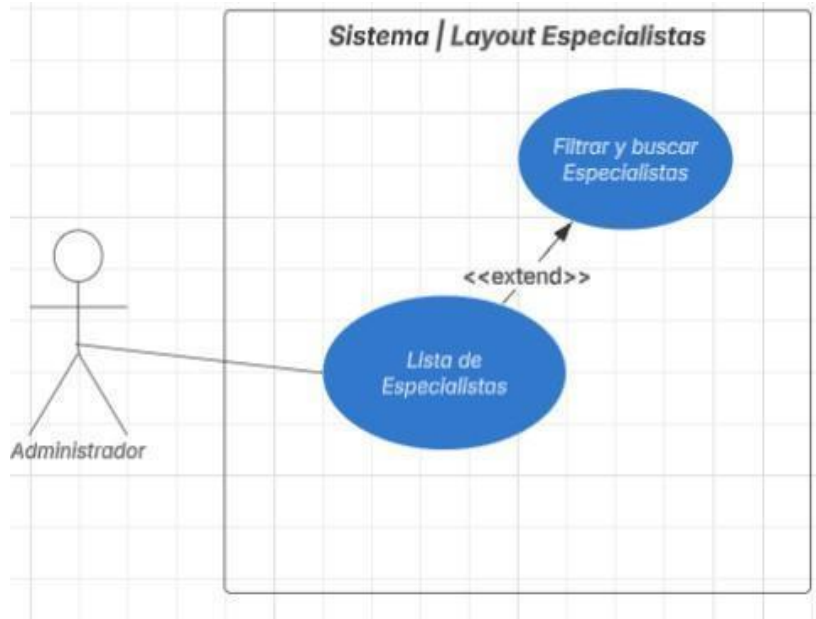 Sistema | Layout Especialistas
Filtrar y buscar
Especialistas
<<extend>>
Lista de
Especialistas
Administrador